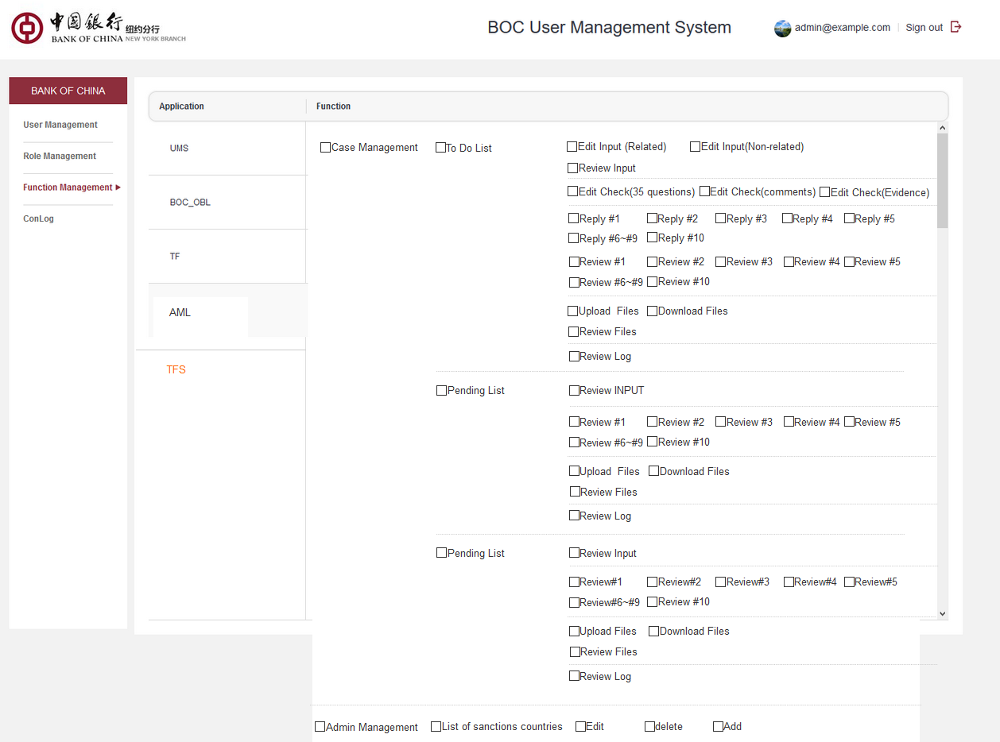 中国银行 纽约分行
BANK OF CHINA NEW YORK BRANCH
BOC User Management System
admin@example.com | Sign out
BANK OF CHINA
User Management
Role Management
Function Management
ConLog
Application
Function
UMS
BOC_OBL
TF
AML
TFS
Case Management
To Do List
Edit Input (Related) Edit Input(Non-related)
Review Input
Edit Check(35 questions) Edit Check(comments) Edit Check(Evidence)
Reply #1 Reply #2 Reply #3 Reply #4 Reply #5
Reply #6~#9 Reply #10
Review #1 Review #2 Review #3 Review #4 Review #5
Review #6~#9 Review #10
Upload  Files Download Files
Review Files
Review Log
Pending List Review INPUT
Review #1 Review #2 Review #3 Review #4 Review #5
Review #6~#9 Review #10
Upload  Files Download Files
Review Files
Review Log
Pending List Review Input
Review#1 Review#2 Review#3 Review#4 Review#5
Review#6~#9 Review #10
Upload Files Download Files
Review Files
Review Log
Admin Management List of sanctions countries Edit delete Add